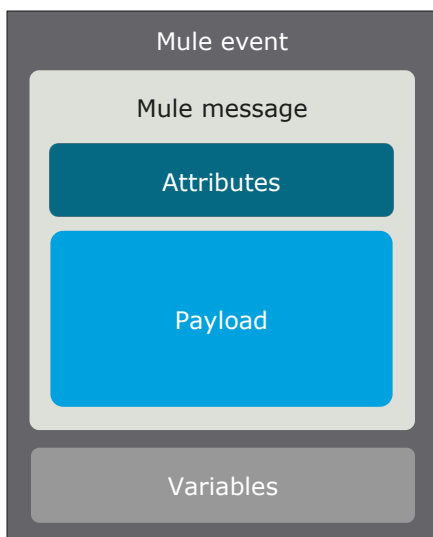 Mule event
Mule message
Attributes
Payload
Variables